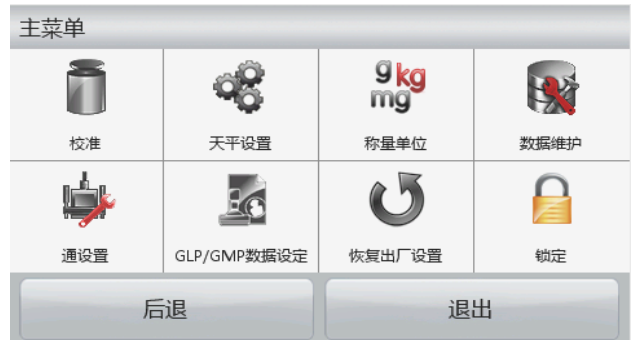 主菜单
g kg
mg
校准
天平设置
称量单位
数据维护
通设置
GLP/GMP数据设定
恢复出厂设置
锁定
后退
退出